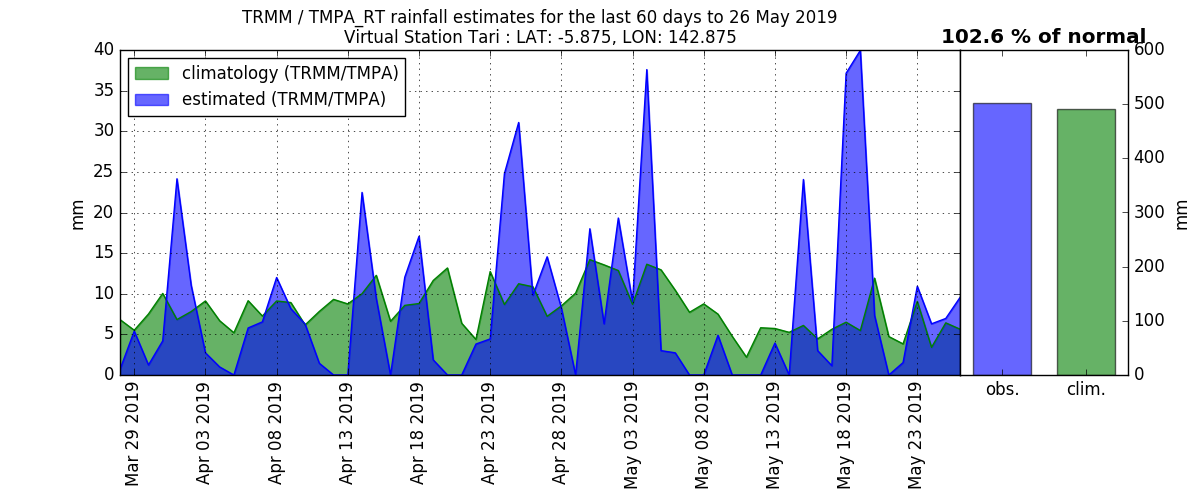 TRMM / TMPA_RT rainfall estimates for the last 60 days to 26 May 2019
Virtual Station Tari : LAT: -5.875, LON: 142.875
102.6 % of normal
climatology (TRMM/TMPA)
estimated (TRMM/TMPA)
40
35
30
25
20
15
10
5
0
mm
600
500
400
300
200
100
0
mm
Mar 29 2019
Apr 03 2019
Apr 08 2019
Apr 13 2019
Apr 18 2019
Apr 23 2019
Apr 28 2019
May 03 2019
May 08 2019
May 13 2019
May 18 2019
May 23 2019
obs.
clim.